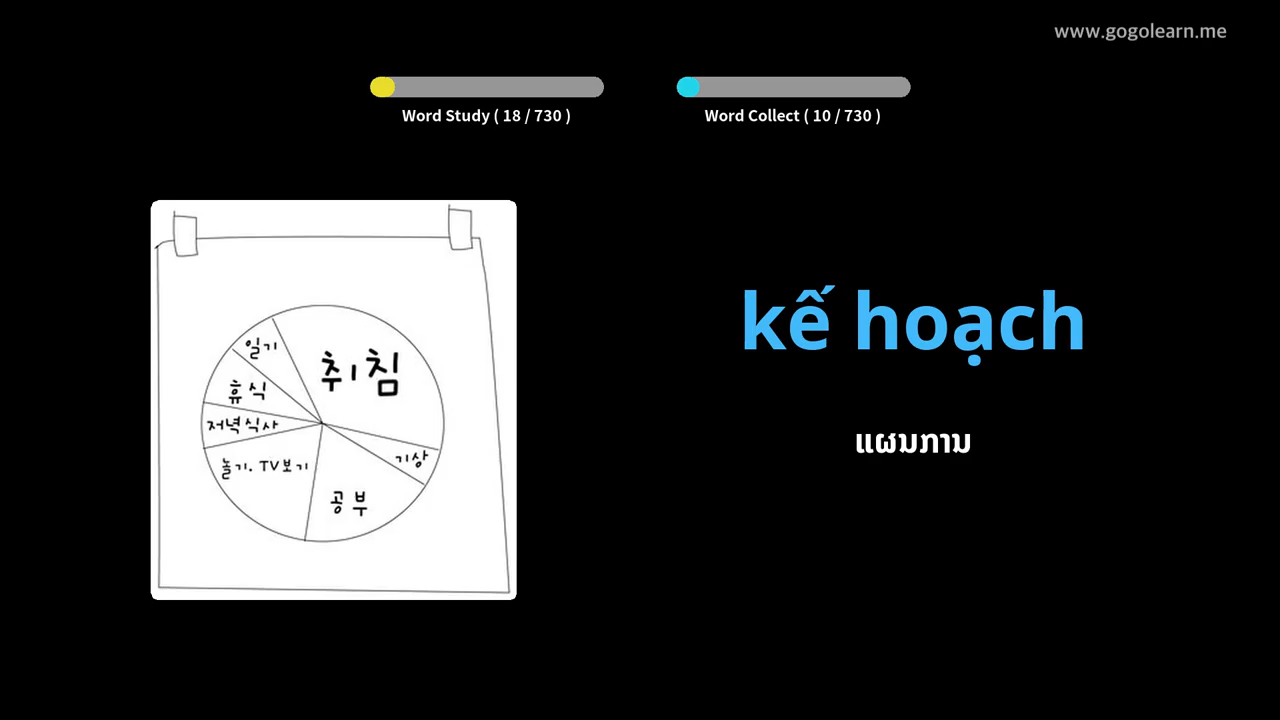 www.gogolearn.me
Word Study ( 18 / 730 )
Word Collect ( 10 / 730 )
일기
취침
휴식
저녁식사
놀기. TV보기
기상
공부
kế hoạch
ແຜນການ